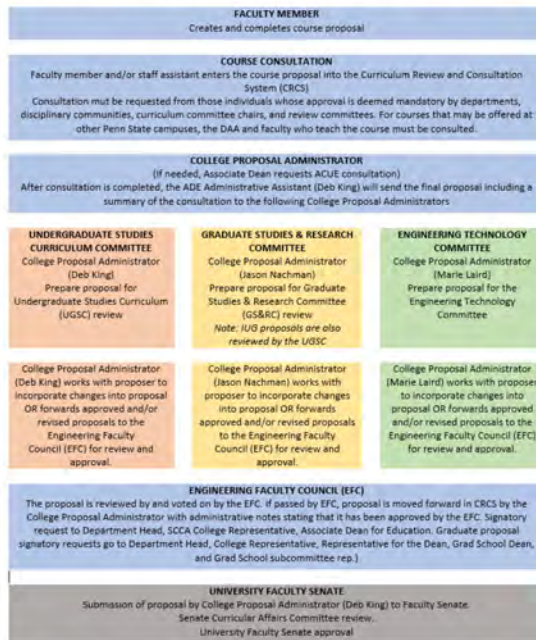 FACULTY MEMBER
Creates and completes course proposal
COURSE CONSULTATION
Faculty member and/or staff assistant enters the course proposal into the Curriculum Review and Consultation
System (CRCS)
Consultation mut be requested from those individuals whose approval is deemed mandatory by departments,
disciplinary communities, curriculum committee chairs, and review committees. For courses that may be offered at
other Penn State campuses, the DAA and faculty who teach the course must be consulted.
COLLEGE PROPOSAL ADMINISTRATOR
(If needed, Associate Dean requests ACUE consultation)
After consultation is completed, the ADE Administrative Assistant (Deb King) will send the final proposal including a
summary of the consultation to the following College Proposal Administrators
UNDERGRADUATE STUDIES
CURRICULUM COMMITTEE
College Proposal Administrator
(Deb King)
Prepare proposal for
Undergraduate Studies Curriculum
(UGSC) review
GRADUATE STUDIES & RESEARCH
COMMITTEE
College Proposal Administrator
(Jason Nachman)
Prepare proposal for Graduate
Studies & Research Committee
(GS&RC) review
Note: IUG proposals are also
reviewed by the UGSC
ENGINEERING TECHNOLOGY
COMMITTEE
College Proposal Administrator
(Marie Laird)
Prepare proposal for the
Engineering Technology
Committee
College Proposal Administrator
(Deb King) works with proposer to
incorporate changes into proposal
OR forwards approved and/or
revised proposals to the
Engineering Faculty
Council (EFC) for review and
approval.
College Proposal Administrator
(Jason Nachman) works with
proposer to incorporate changes
into proposal OR forwards
approved and/or revised proposals
to the Engineering Faculty
Council (EFC) for review and
approval.
College Proposal Administrator
(Marie Laird) works with proposer
to incorporate changes into
proposal OR forwards approved
and/or revised proposals to the
Engineering Faculty Council (EFC)
for review and approval.
ENGINEERING FACULTY COUNCIL (EFC)
The proposal is reviewed by and voted on by the EFC. If passed by EFC, proposal is moved forward in CRCS by the
College Proposal Administrator with administrative notes stating that it has been approved by the EFC. Signatory
request to Department Head, SCCA College Representative, Associate Dean for Education. Graduate proposal
signatory requests go to Department Head, College Representative, Representative for the Dean, Grad School Dean,
and Grad School subcommittee rep.)
UNIVERSITY FACULTY SENATE
Submission of proposal by College Proposal Administrator (Deb King) to Faculty Senate.
Senate Curricular Affairs Committee review.
University Faculty Senate approval